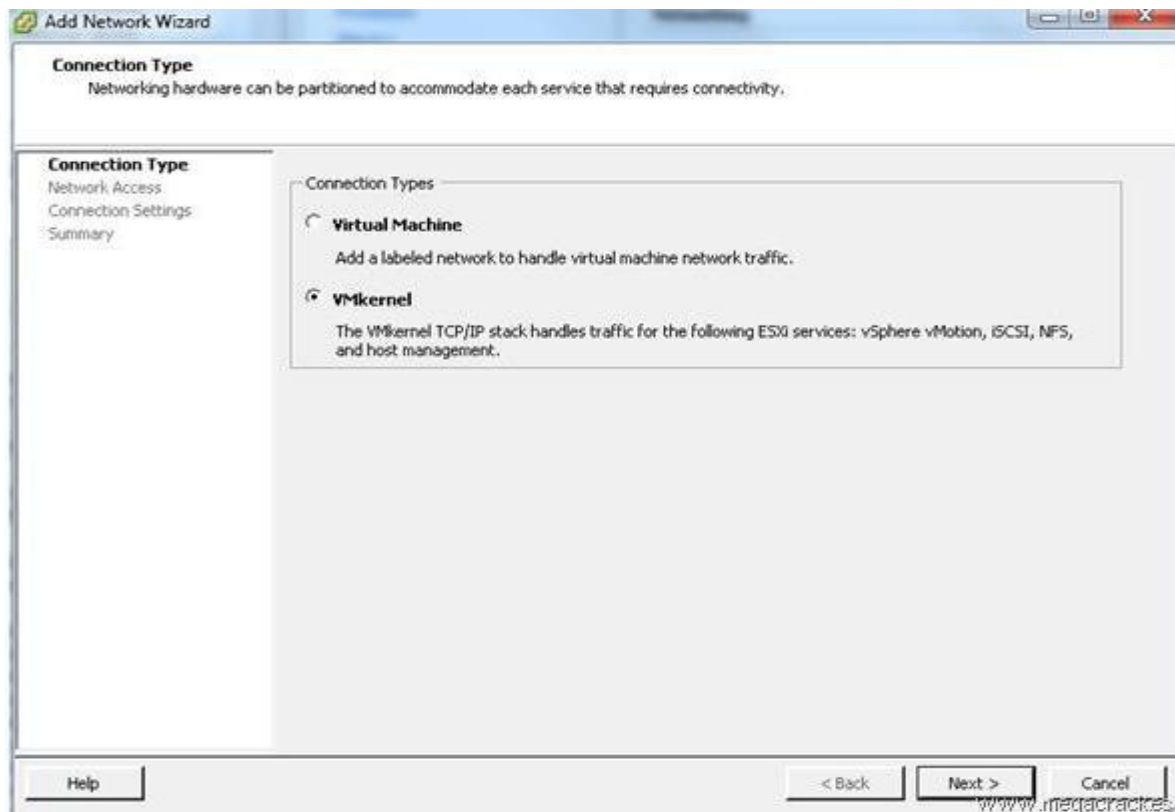 Add Network Wizard
Connection Type
Networking hardware can be partitioned to accommodate each service that requires connectivity.
Connection Type
Network Access
Connection Settings
Summary
Connection Types
Virtual Machine
Add a labeled network to handle virtual machine network traffic.
VMkernel
The VMkernel TCP/IP stack handles traffic for the following ESXi services: vSphere vMotion, iSCSI, NFS,
and host management.
Help
< Back
Next >
Cancel
www.megacrack.es